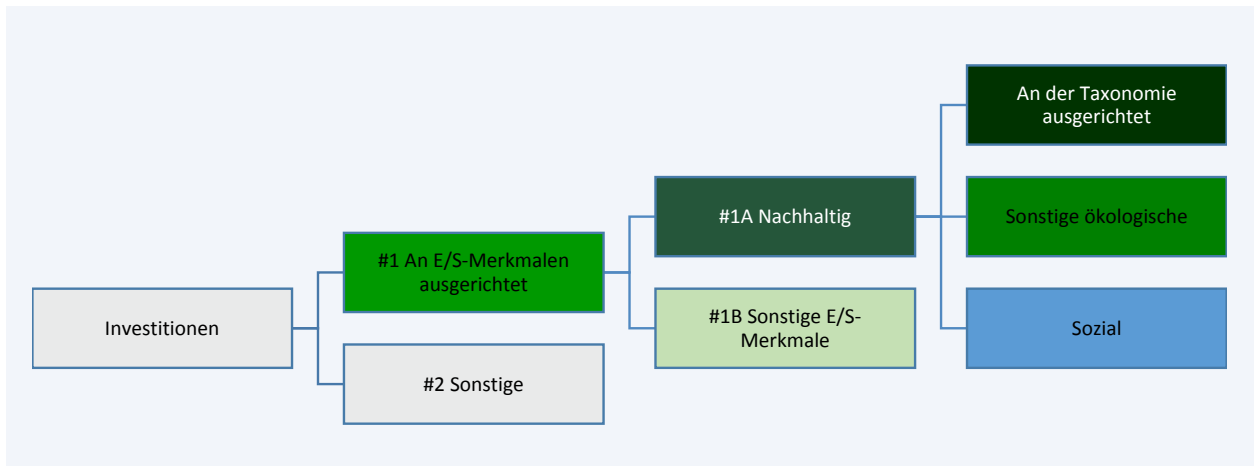 Investitionen
#1 An E/S-Merkmalen
ausgerichtet
#2 Sonstige
#1A Nachhaltig
#1B Sonstige E/S-
Merkmale
An der Taxonomie
ausgerichtet
Sonstige ökologische
Sozial